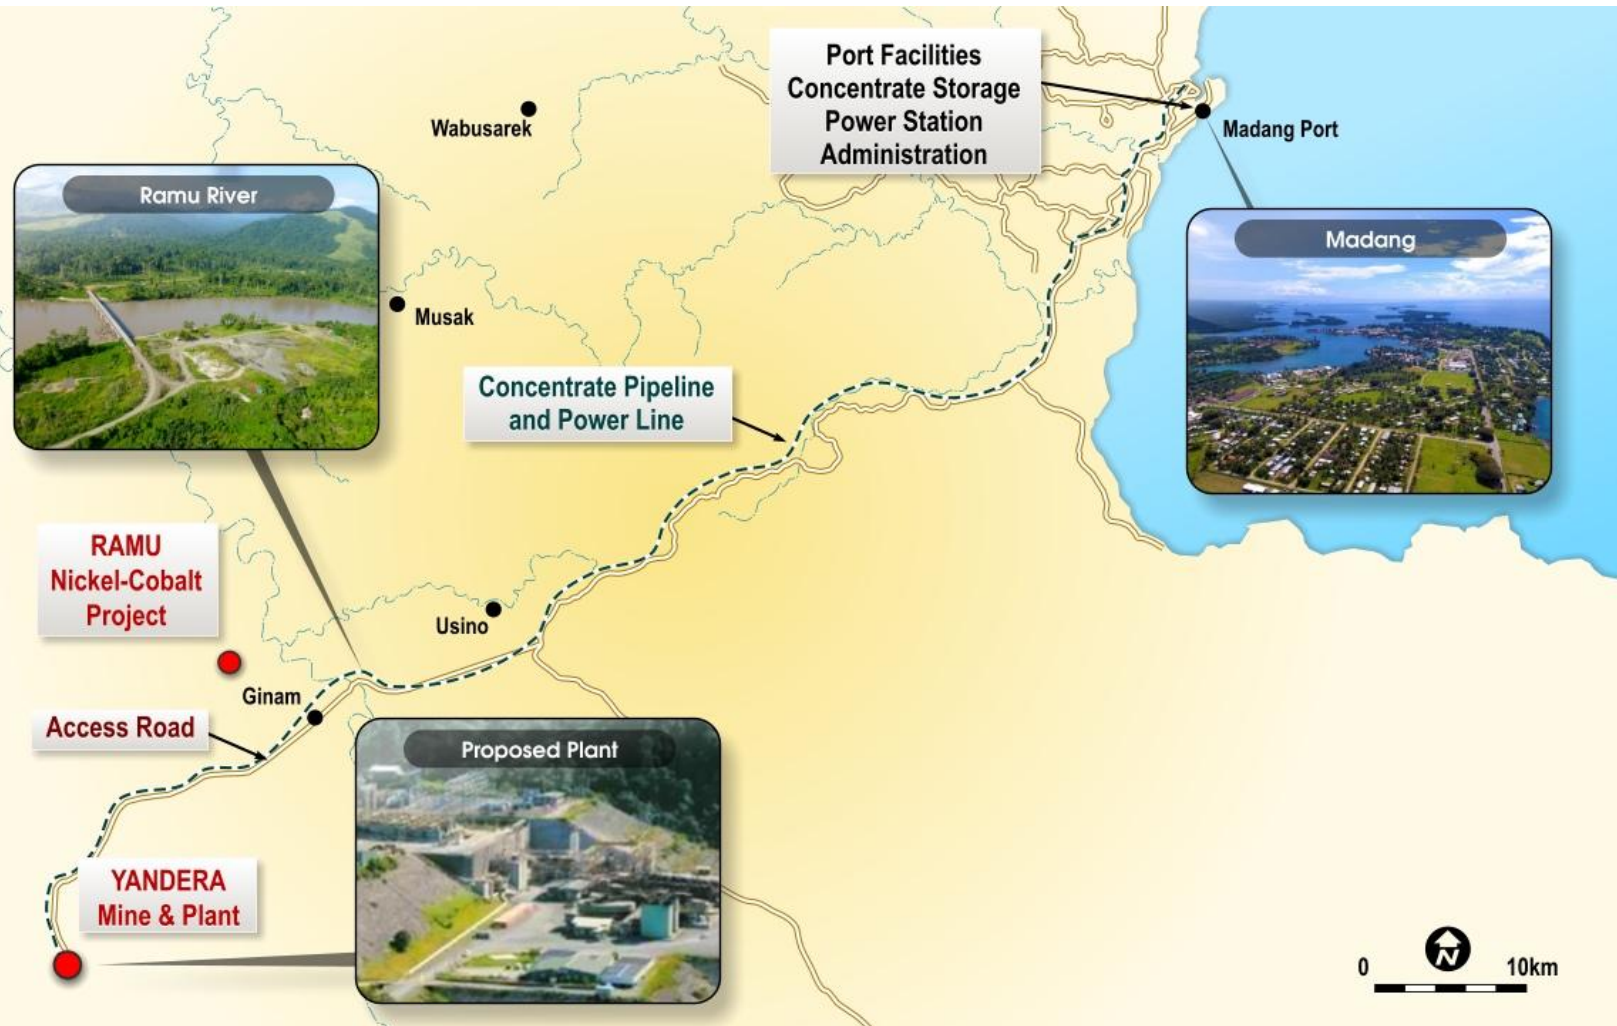 Port Facilities
Concentrate Storage
Power Station
Administration
Wabusarek
Madang Port
Ramu River
Madang
Musak
Concentrate Pipeline
and Power Line
RAMU
Nickel-Cobalt
Project
Usino
Ginam
Access Road
Proposed Plant
YANDERA
Mine & Plant
N
0
10km